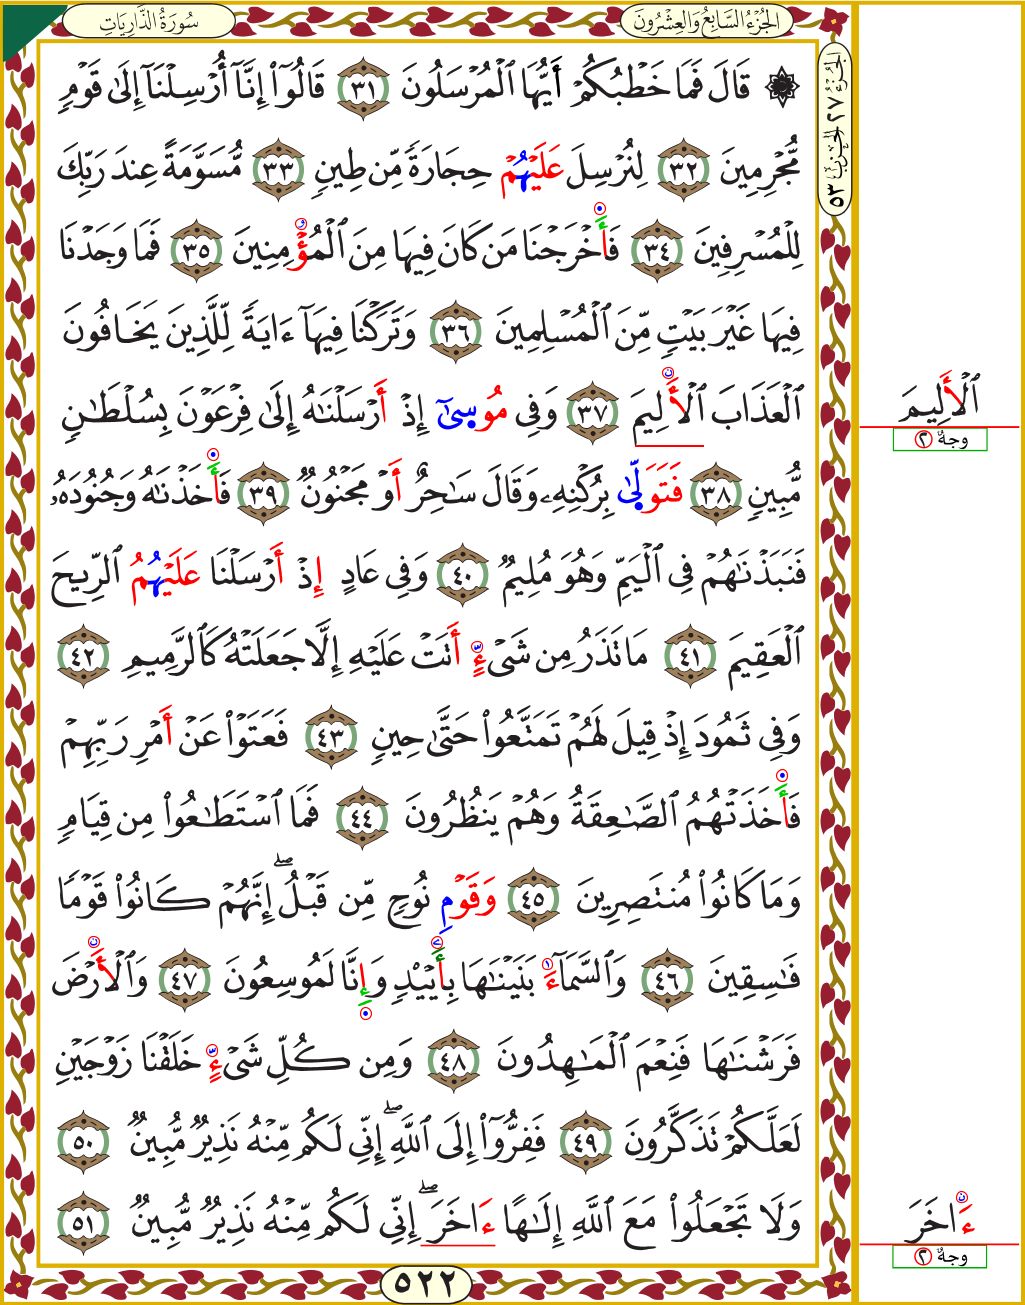 سُورَةُ الذَّارِيَاتِ
الجُزْءُ السَّابِعُ وَالعِشْرُونَ
الجُزْءُ ٢٧ الحِزْبُ ٥٣
۞ قَالَ فَمَا خَطْبُكُمْ أَيُّهَا ٱلْمُرْسَلُونَ ٣١ قَالُوٓا۟ إِنَّآ أُرْسِلْنَآ إِلَىٰ قَوْمٍ
مُّجْرِمِينَ ٣٢ لِنُرْسِلَ عَلَيْهُمْ حِجَارَةً مِّن طِينٍ ٣٣ مُّسَوَّمَةً عِندَ رَبِّكَ
لِلْمُسْرِفِينَ ٣٤ فَأَخْرَجْنَا مَن كَانَ فِيهَا مِنَ ٱلْمُؤْمِنِينَ ٣٥ فَمَا وَجَدْنَا
فِيهَا غَيْرَ بَيْتٍ مِّنَ ٱلْمُسْلِمِينَ ٣٦ وَتَرَكْنَا فِيهَآ ءَايَةً لِّلَّذِينَ يَخَافُونَ
ٱلْعَذَابَ ٱلْأَلِيمَ ٣٧ وَفِى مُوسَىٰٓ إِذْ أَرْسَلْنَٰهُ إِلَىٰ فِرْعَوْنَ بِسُلْطَٰنٍ
مُّبِينٍ ٣٨ فَتَوَلَّىٰ بِرُكْنِهِۦ وَقَالَ سَٰحِرٌ أَوْ مَجْنُونٌ ٣٩ فَأَخَذْنَٰهُ وَجُنُودَهُۥ
فَنَبَذْنَٰهُمْ فِى ٱلْيَمِّ وَهُوَ مُلِيمٌ ٤٠ وَفِى عَادٍ إِذْ أَرْسَلْنَا عَلَيْهُمُ ٱلرِّيحَ
ٱلْعَقِيمَ ٤١ مَا تَذَرُ مِن شَىْءٍ أَتَتْ عَلَيْهِ إِلَّا جَعَلَتْهُ كَٱلرَّمِيمِ ٤٢
وَفِى ثَمُودَ إِذْ قِيلَ لَهُمْ تَمَتَّعُوا۟ حَتَّىٰ حِينٍ ٤٣ فَعَتَوْا۟ عَنْ أَمْرِ رَبِّهِمْ
فَأَخَذَتْهُمُ ٱلصَّٰعِقَةُ وَهُمْ يَنظُرُونَ ٤٤ فَمَا ٱسْتَطَٰعُوا۟ مِن قِيَامٍ
وَمَا كَانُوا۟ مُنتَصِرِينَ ٤٥ وَقَوْمِ نُوحٍ مِّن قَبْلُ ۖ إِنَّهُمْ كَانُوا۟ قَوْمًا
فَٰسِقِينَ ٤٦ وَٱلسَّمَآءَ بَنَيْنَٰهَا بِأَيْي۟دٍ وَإِنَّا لَمُوسِعُونَ ٤٧ وَٱلْأَرْضَ
فَرَشْنَٰهَا فَنِعْمَ ٱلْمَٰهِدُونَ ٤٨ وَمِن كُلِّ شَىْءٍ خَلَقْنَا زَوْجَيْنِ
لَعَلَّكُمْ تَذَكَّرُونَ ٤٩ فَفِرُّوٓا۟ إِلَى ٱللَّهِ ۖ إِنِّى لَكُم مِّنْهُ نَذِيرٌ مُّبِينٌ ٥٠
وَلَا تَجْعَلُوا۟ مَعَ ٱللَّهِ إِلَٰهًا ءَاخَرَ ۖ إِنِّى لَكُم مِّنْهُ نَذِيرٌ مُّبِينٌ ٥١
ٱلْأَلِيمَ
وجهٌ ٢
ءَاخَرَ
وجهٌ ٢
٥٢٢